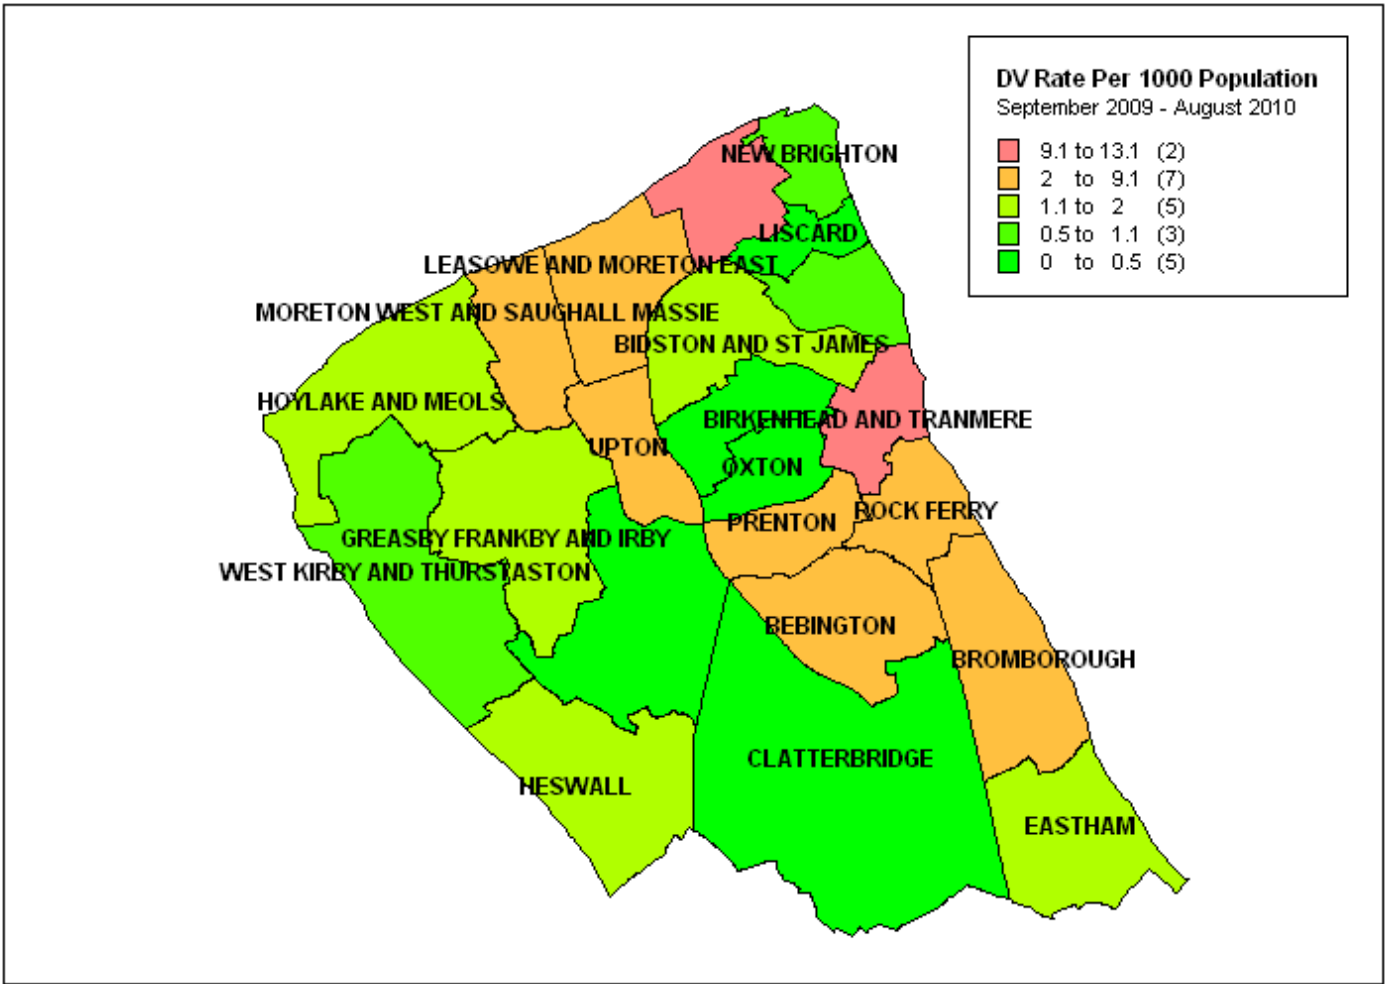 DV Rate Per 1000 Population
September 2009 - August 2010
9.1 to 13.1 (2)
2 to 9.1 (7)
1.1 to 2 (5)
0.5 to 1.1 (3)
0 to 0.5 (5)
NEW BRIGHTON
LISCARD
LEASOWE AND MORETON EAST
MORETON WEST AND SAUGHALL MASSIE
BIDSTON AND ST JAMES
HOYLAKE AND MEOLS
BIRKENHEAD AND TRANMERE
UPTON
OXTON
ROCK FERRY
PRENTON
GREASBY FRANKBY AND IRBY
WEST KIRBY AND THURSTASTON
BEBINGTON
BROMBOROUGH
CLATTERBRIDGE
HESWALL
EASTHAM